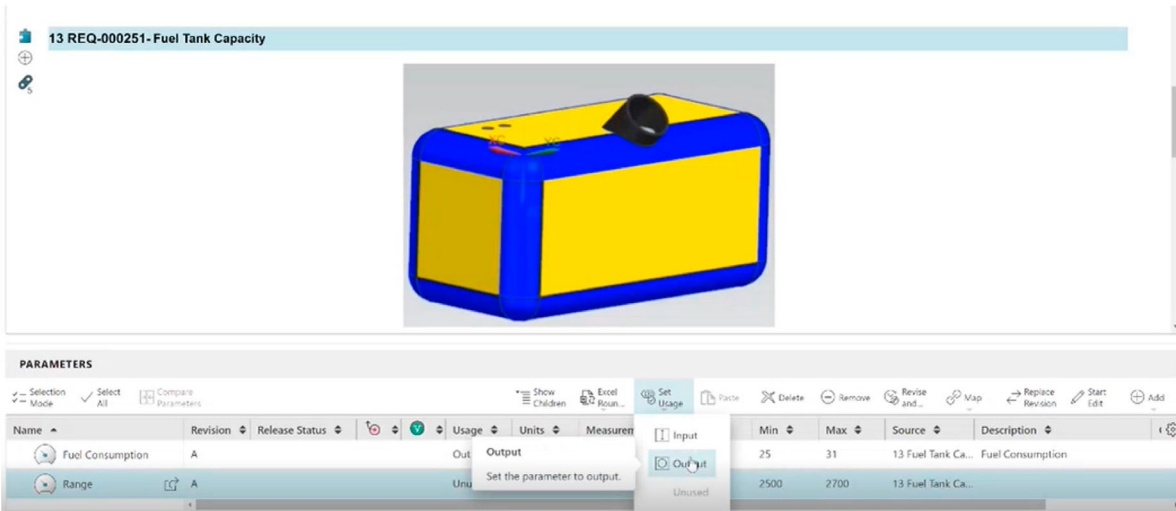 13 REQ-000251- Fuel Tank Capacity
XC YC
5
PARAMETERS
Selection Mode Select All Compare Parameters Show Children Excel Roun... Set Usage Paste Delete Remove Revise and... Map Replace Revision Start Edit Add
Name Revision Release Status Usage Units Measurem Min Max Source Description
Input
Fuel Consumption A Out 25 31 13 Fuel Tank Ca... Fuel Consumption
Output
Output
Set the parameter to output.
Range A Unu 2500 2700 13 Fuel Tank Ca...
Unused